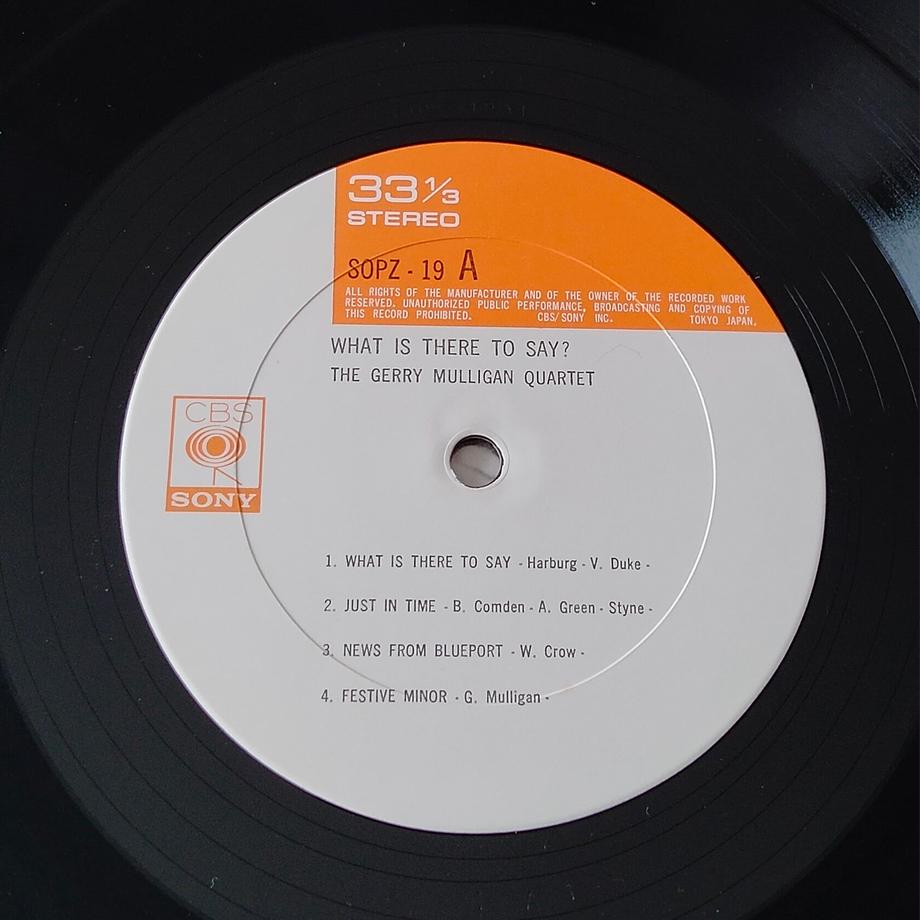 33 1/3
STEREO
SOPZ - 19 A
ALL RIGHTS OF THE MANUFACTURER AND OF THE OWNER OF THE RECORDED WORK
RESERVED. UNAUTHORIZED PUBLIC PERFORMANCE, BROADCASTING AND COPYING OF
THIS RECORD PROHIBITED. CBS/SONY INC. TOKYO JAPAN.
WHAT IS THERE TO SAY?
THE GERRY MULLIGAN QUARTET
CBS
SONY
1. WHAT IS THERE TO SAY - Harburg - V. Duke -
2. JUST IN TIME - B. Comden - A. Green - Styne -
3. NEWS FROM BLUEPORT - W. Crow -
4. FESTIVE MINOR - G. Mulligan -